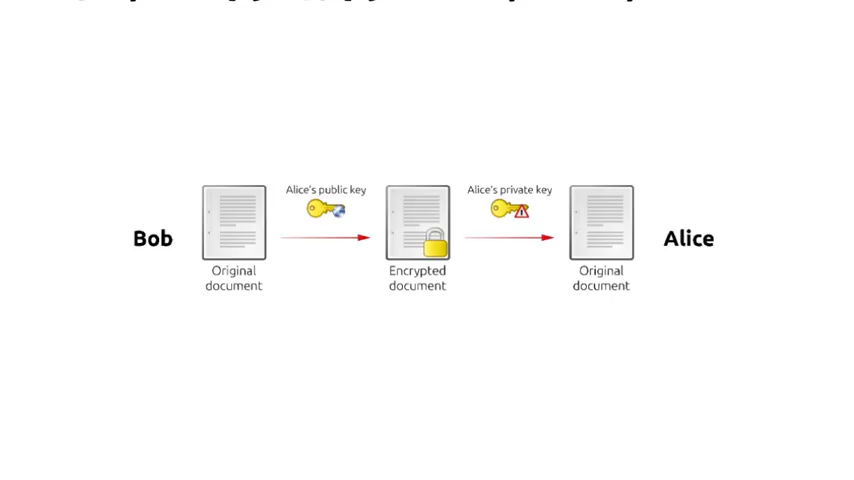 Alice's public key
Alice's private key
Bob
Alice
Original
document
Encrypted
document
Original
document